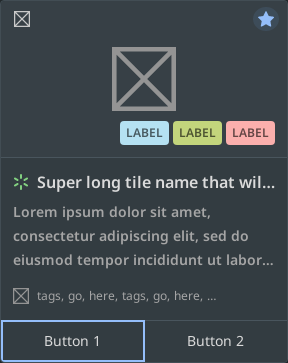 LABEL LABEL LABEL
Super long tile name that wil...
Lorem ipsum dolor sit amet,
consectetur adipiscing elit, sed do
eiusmod tempor incididunt ut labor...
tags, go, here, tags, go, here, ...
Button 1 Button 2